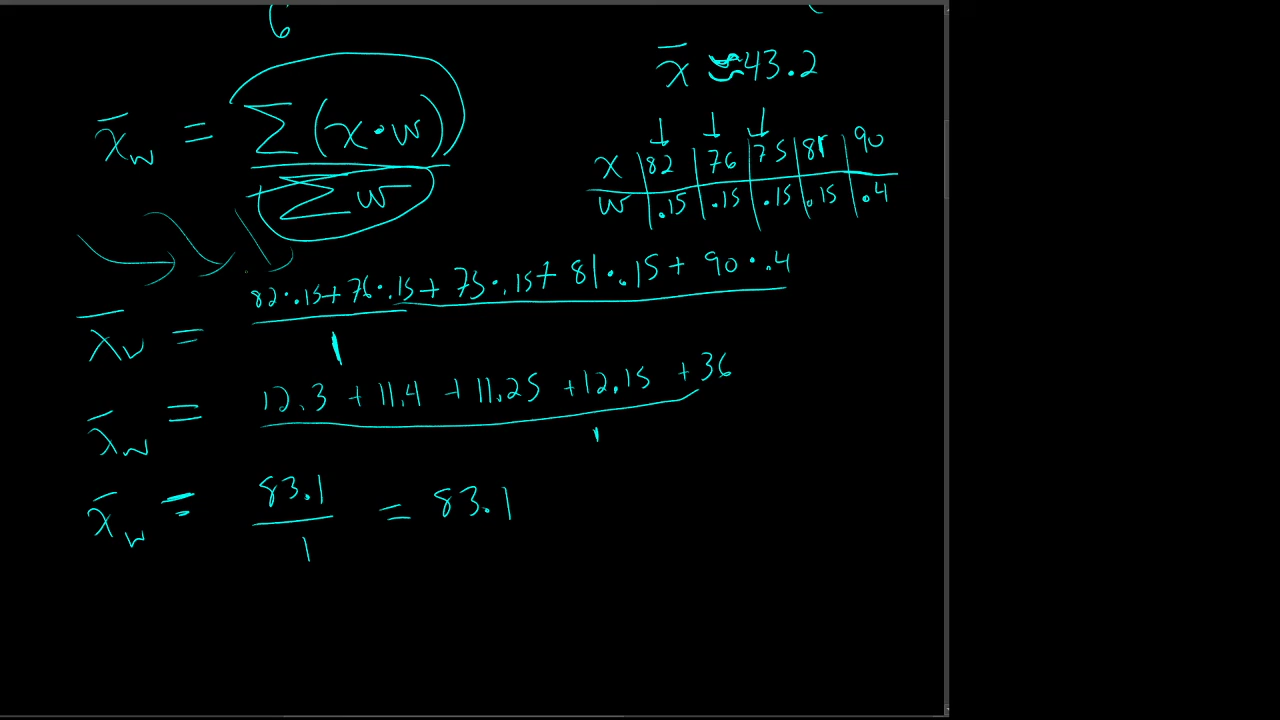 6
x̄ ≈ 43.2
x̄w = Σ(x·w)
Σw
x | 82 | 76 | 75 | 81 | 90
w | .15 | .15 | .15 | .15 | .4
x̄w = 82·.15 + 76·.15 + 75·.15 + 81·.15 + 90·.4
1
x̄w = 12.3 + 11.4 + 11.25 + 12.15 + 36
1
x̄w = 83.1 = 83.1
1